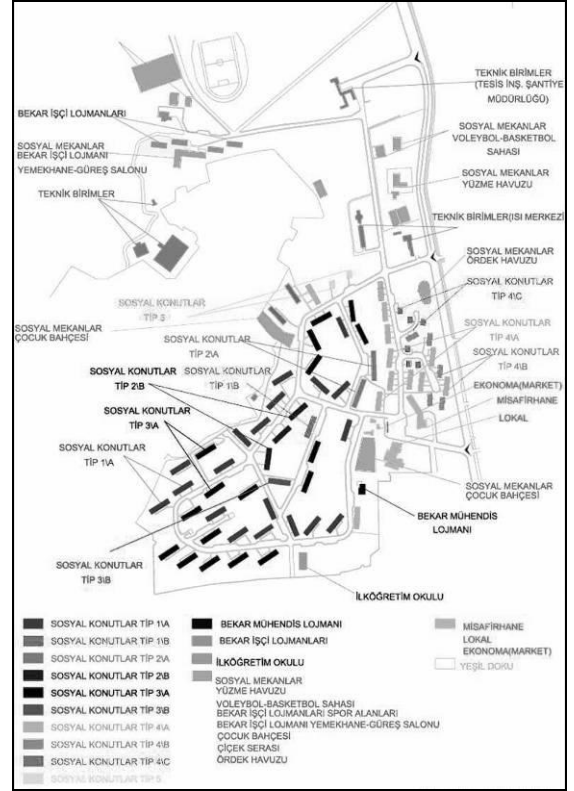 TEKNİK BİRİMLER
(TESİS İNŞ. ŞANTİYE
MÜDÜRLÜĞÜ)
BEKAR İŞÇİ LOJMANLARI
SOSYAL MEKANLAR
VOLEYBOL-BASKETBOL
SAHASI
SOSYAL MEKANLAR
BEKAR İŞÇİ LOJMANI
YEMEKHANE-GÜREŞ SALONU
SOSYAL MEKANLAR
YÜZME HAVUZU
TEKNİK BİRİMLER
TEKNİK BİRİMLER(ISI MERKEZİ
SOSYAL MEKANLAR
ÖRDEK HAVUZU
SOSYAL KONUTLAR
TİP 4\C
SOSYAL KONUTLAR
TİP 5
SOSYAL MEKANLAR
ÇOCUK BAHÇESİ
SOSYAL KONUTLAR
TİP 2\A
SOSYAL KONUTLAR
TİP 4\A
SOSYAL KONUTLAR
TİP 4\B
SOSYAL KONUTLAR
TİP 2\B
SOSYAL KONUTLAR
TİP 1\B
EKONOMA(MARKET)
MİSAFİRHANE
LOKAL
SOSYAL KONUTLAR
TİP 3\A
SOSYAL KONUTLAR
TİP 1\A
SOSYAL MEKANLAR
ÇOCUK BAHÇESİ
BEKAR MÜHENDİS
LOJMANI
SOSYAL KONUTLAR
TİP 3\B
İLKÖĞRETİM OKULU
SOSYAL KONUTLAR TİP 1\A
SOSYAL KONUTLAR TİP 1\B
SOSYAL KONUTLAR TİP 2\A
SOSYAL KONUTLAR TİP 2\B
SOSYAL KONUTLAR TİP 3\A
SOSYAL KONUTLAR TİP 3\B
SOSYAL KONUTLAR TİP 4\A
SOSYAL KONUTLAR TİP 4\B
SOSYAL KONUTLAR TİP 4\C
SOSYAL KONUTLAR TİP 5
BEKAR MÜHENDİS LOJMANI
BEKAR İŞÇİ LOJMANLARI
İLKÖĞRETİM OKULU
SOSYAL MEKANLAR
YÜZME HAVUZU
VOLEYBOL-BASKETBOL SAHASI
BEKAR İŞÇİ LOJMANLARI SPOR ALANLARI
BEKAR İŞÇİ LOJMANI YEMEKHANE-GÜREŞ SALONU
ÇOCUK BAHÇESİ
ÇİÇEK SERASI
ÖRDEK HAVUZU
MİSAFİRHANE
LOKAL
EKONOMA(MARKET)
YEŞİL DOKU